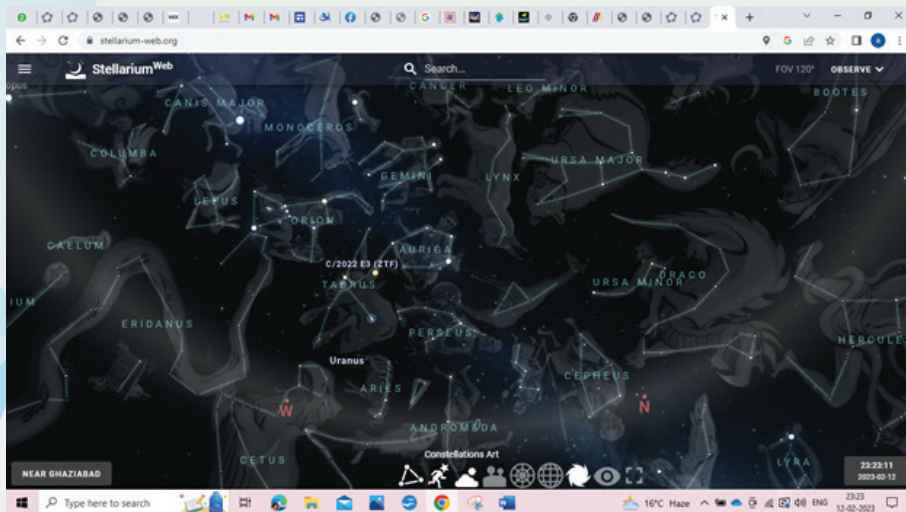 stellarium-web.org
StellariumWeb
Search...
FOV 120°
OBSERVE
opus
CANIS MAJOR
CANCER
LEO MINOR
BOOTES
MONOCEROS
COLUMBA
URSA MAJOR
GEMINI
LYNX
LEPUS
ORION
CAELUM
AURIGA
C/2022 E3 (ZTF)
TAURUS
DRACO
URSA MINOR
IUM
ERIDANUS
PERSEUS
HERCULE
Uranus
ARIES
CEPHEUS
W
N
ANDROMEDA
CETUS
Constellations Art
LYRA
NEAR GHAZIABAD
23:23:11
2023-02-12
Type here to search
16°C Haze
ENG
23:23
12-02-2023